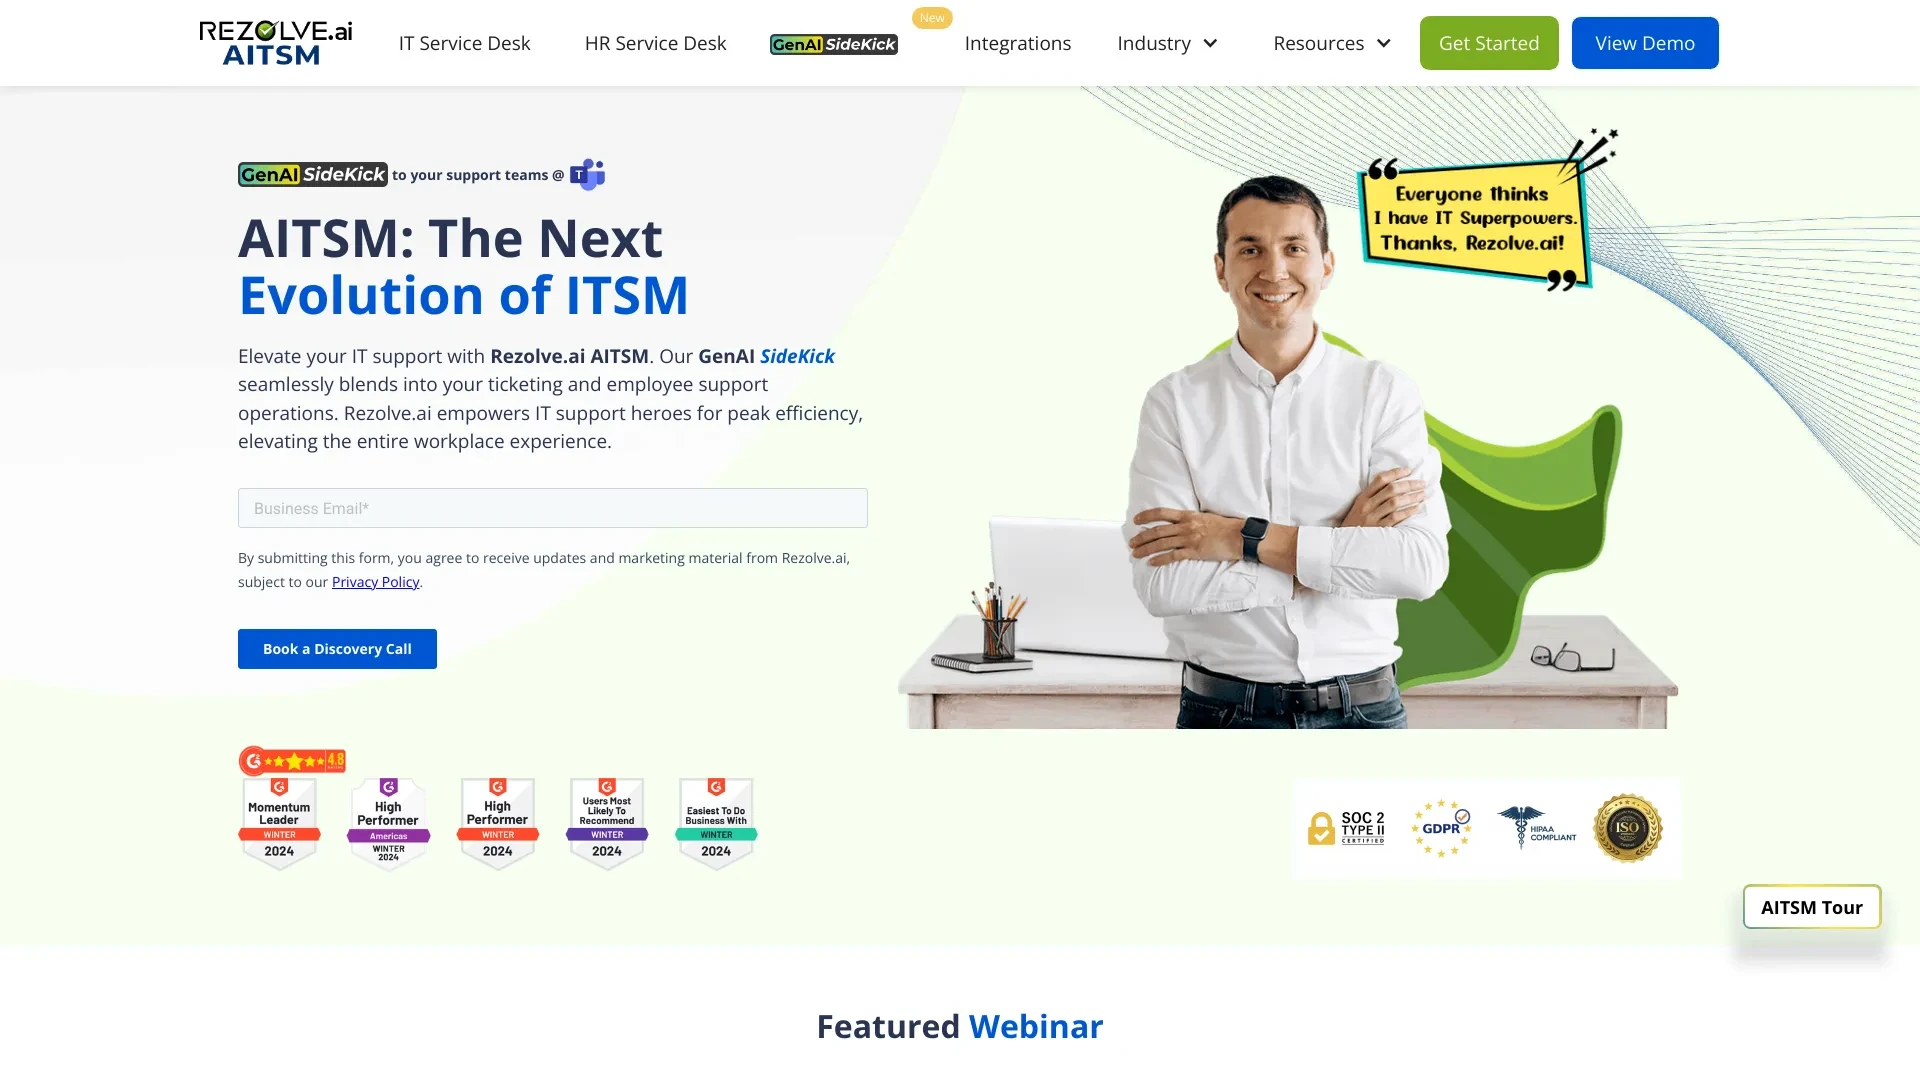 REZOLVE.ai
AITSM
IT Service Desk
HR Service Desk
GenAI SideKick
New
Integrations
Industry
Resources
Get Started
View Demo
GenAI SideKick to your support teams @ T
AITSM: The Next
Evolution of ITSM
Elevate your IT support with Rezolve.ai AITSM. Our GenAI SideKick
seamlessly blends into your ticketing and employee support
operations. Rezolve.ai empowers IT support heroes for peak efficiency,
elevating the entire workplace experience.
Business Email*
By submitting this form, you agree to receive updates and marketing material from Rezolve.ai,
subject to our Privacy Policy.
Book a Discovery Call
“ Everyone thinks
I have IT Superpowers.
Thanks, Rezolve.ai! ”
4.8
Momentum
Leader
WINTER
2024
High
Performer
Americas
WINTER
2024
High
Performer
WINTER
2024
Users Most
Likely To
Recommend
WINTER
2024
Easiest To Do
Business With
WINTER
2024
SOC 2
TYPE II
CERTIFIED
GDPR
HIPAA
COMPLIANT
ISO
AITSM Tour
Featured Webinar